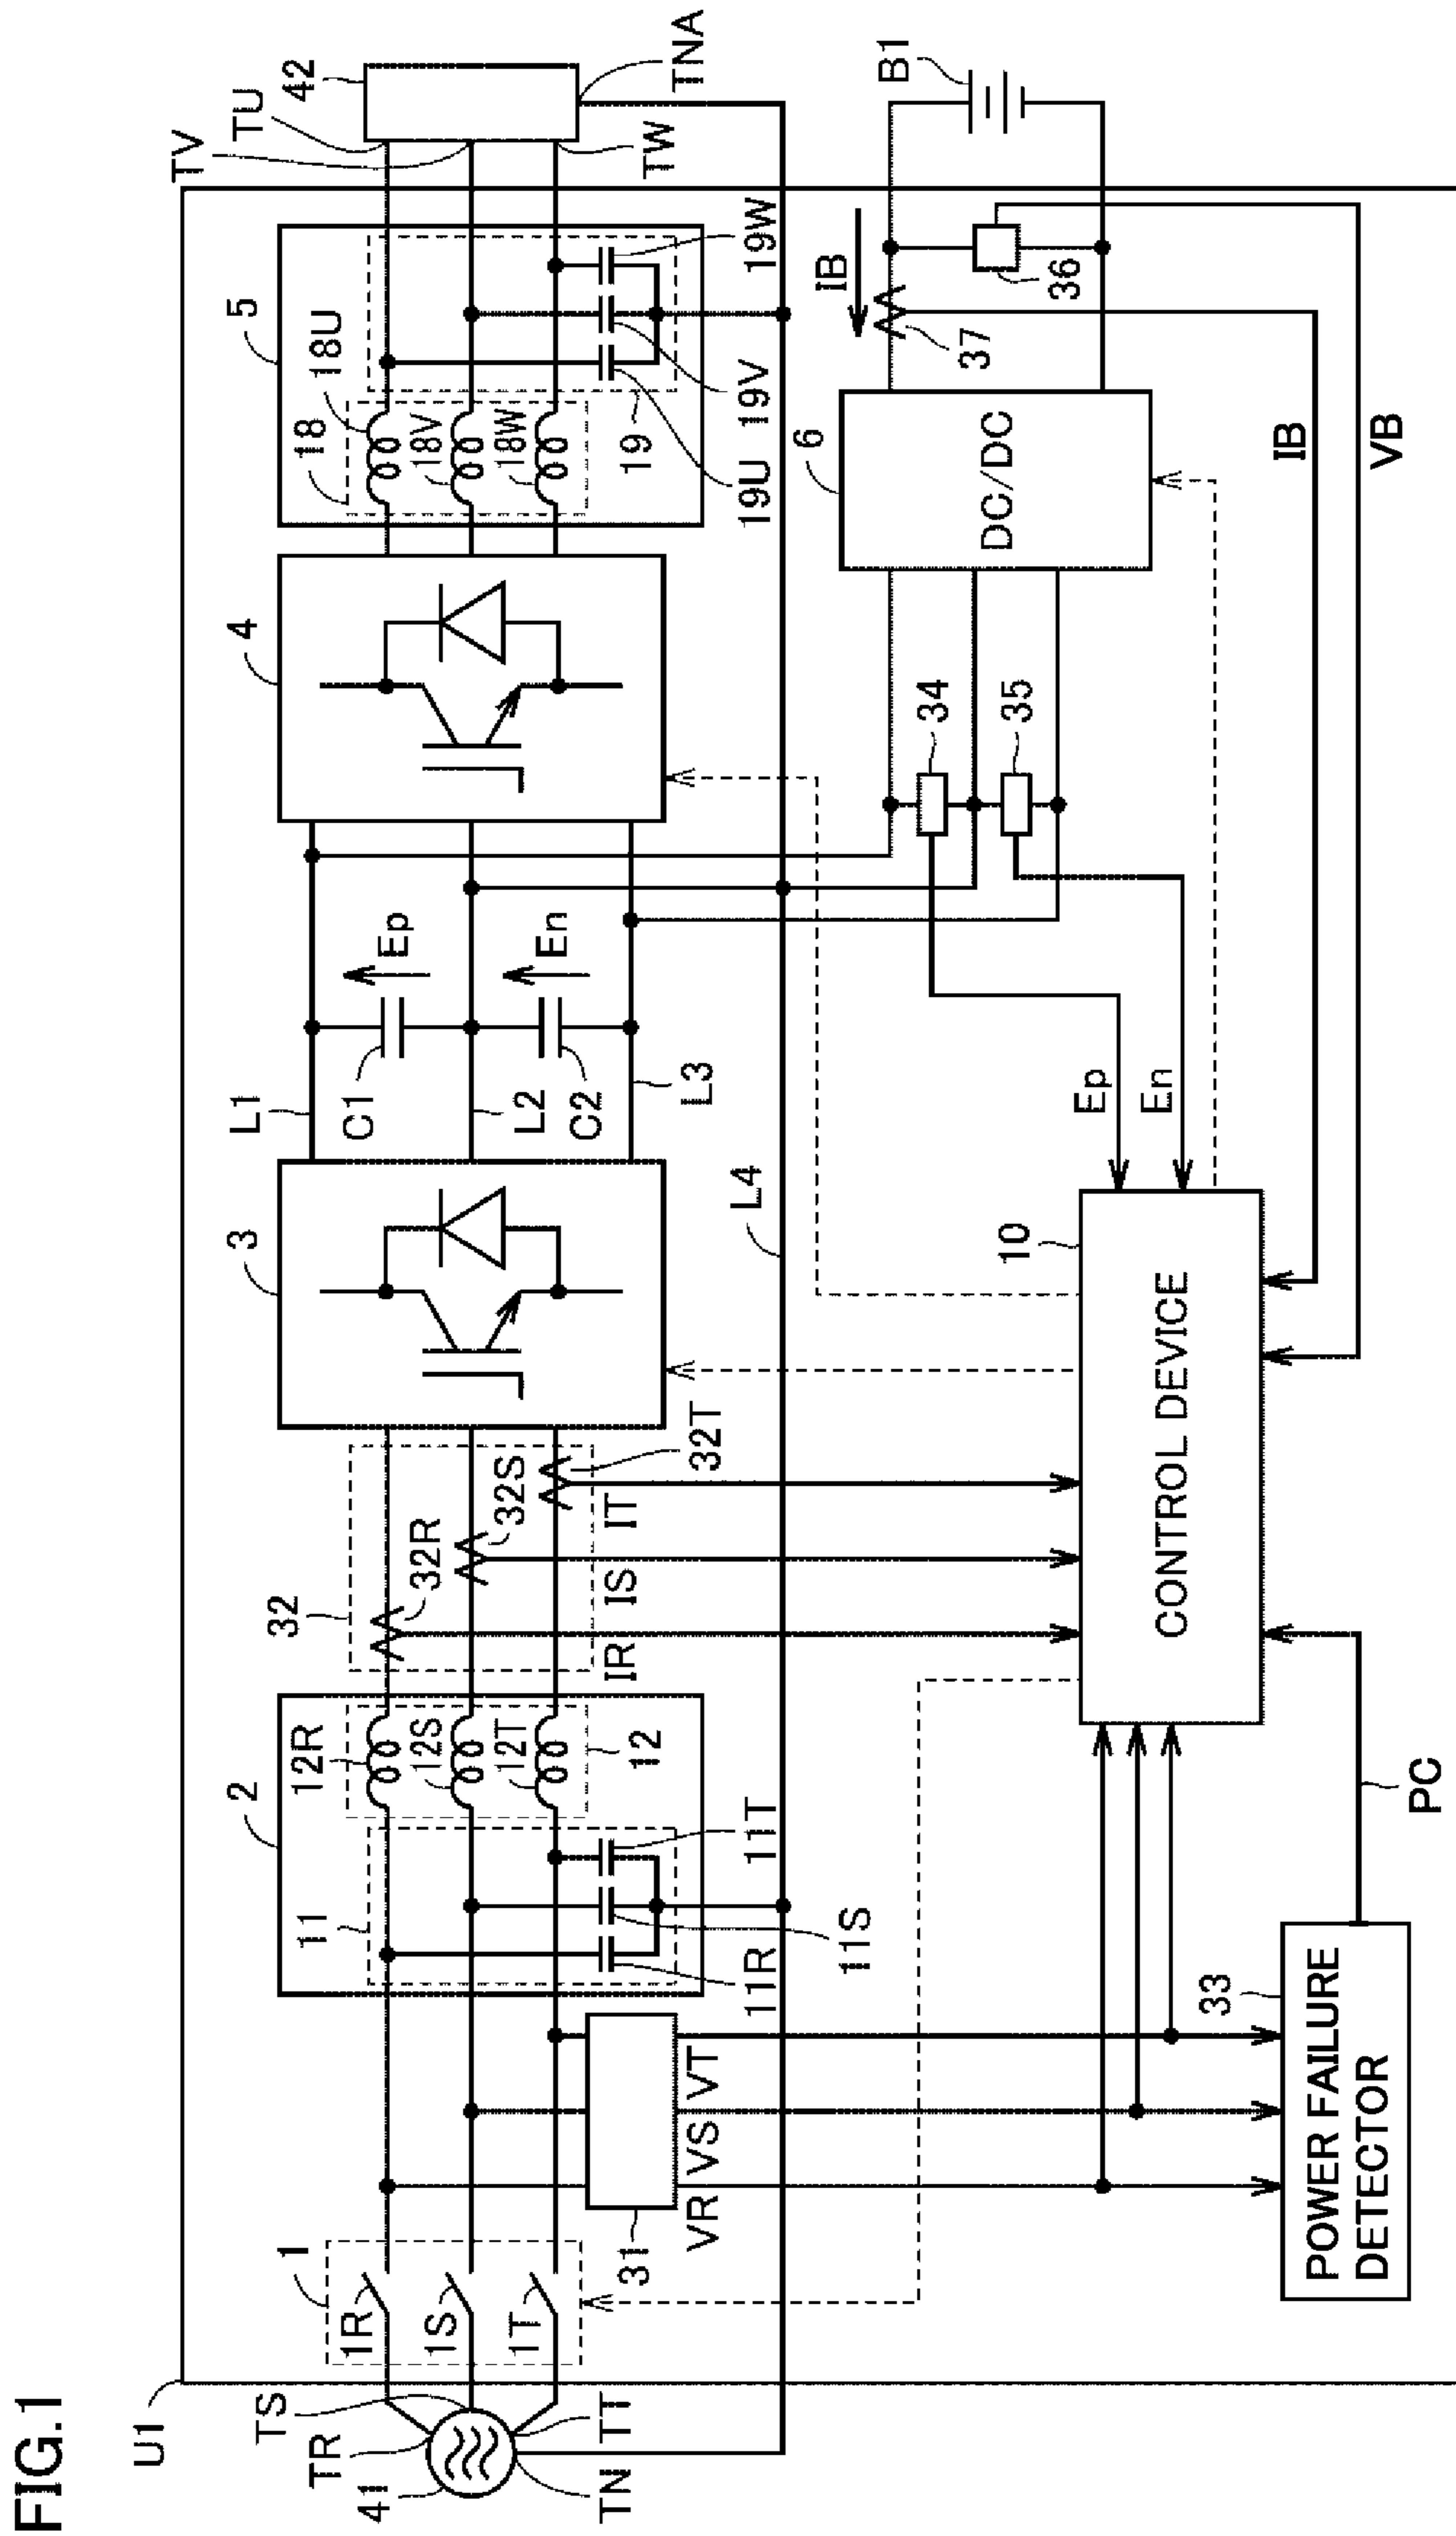 FIG.1
U1
TR
TS
41
TN
TT
1
1R
1S
1T
31
VR
VS
VT
2
11
11R
11S
11T
12R
12S
12T
12
32
32R
32S
32T
IR
IS
IT
3
L1
L2
L3
L4
C1
C2
Ep
En
4
5
18
18U
18V
18W
19
19U
19V
19W
TV
TU
42
TW
TNA
B1
IB
36
37
6
DC/DC
34
35
Ep
En
IB
VB
10
CONTROL DEVICE
PC
33
POWER FAILURE
DETECTOR